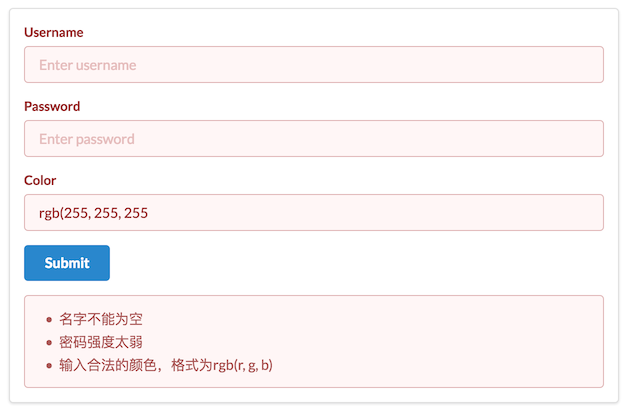 Username
Enter username
Password
Enter password
Color
rgb(255, 255, 255
Submit
名字不能为空
密码强度太弱
输入合法的颜色，格式为rgb(r, g, b)